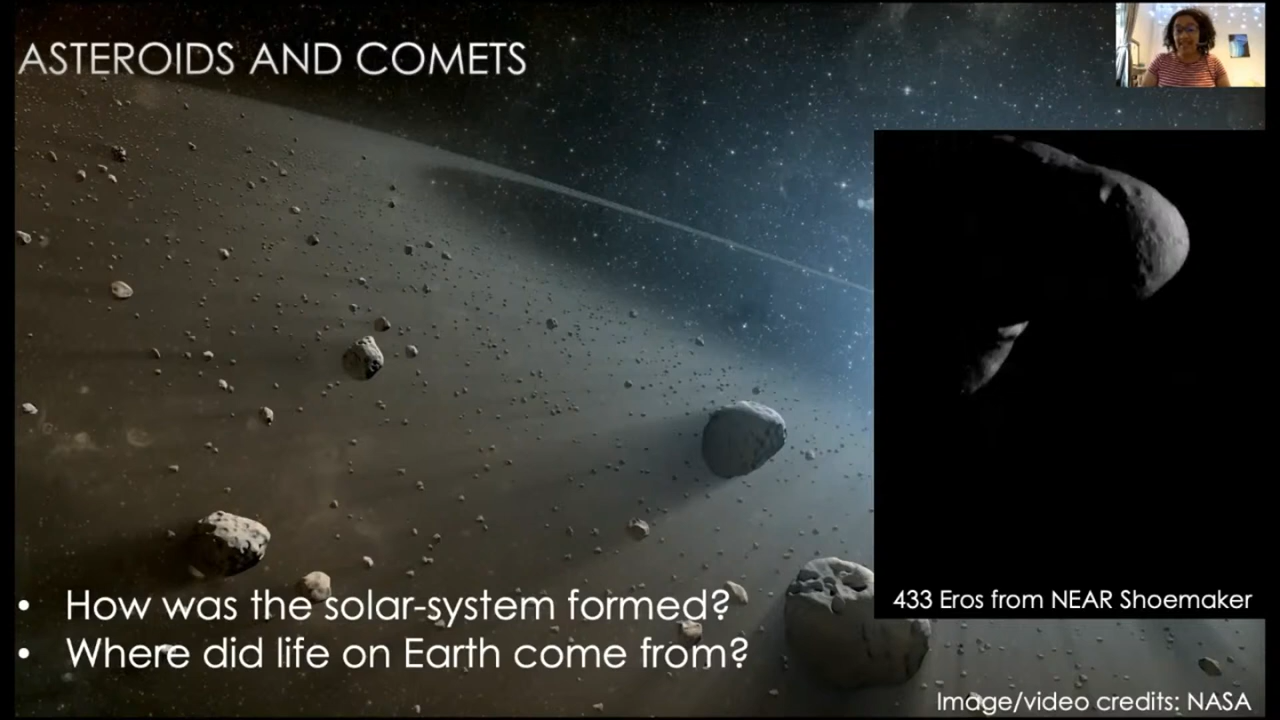 ASTEROIDS AND COMETS
433 Eros from NEAR Shoemaker
• How was the solar-system formed?
• Where did life on Earth come from?
Image/video credits: NASA